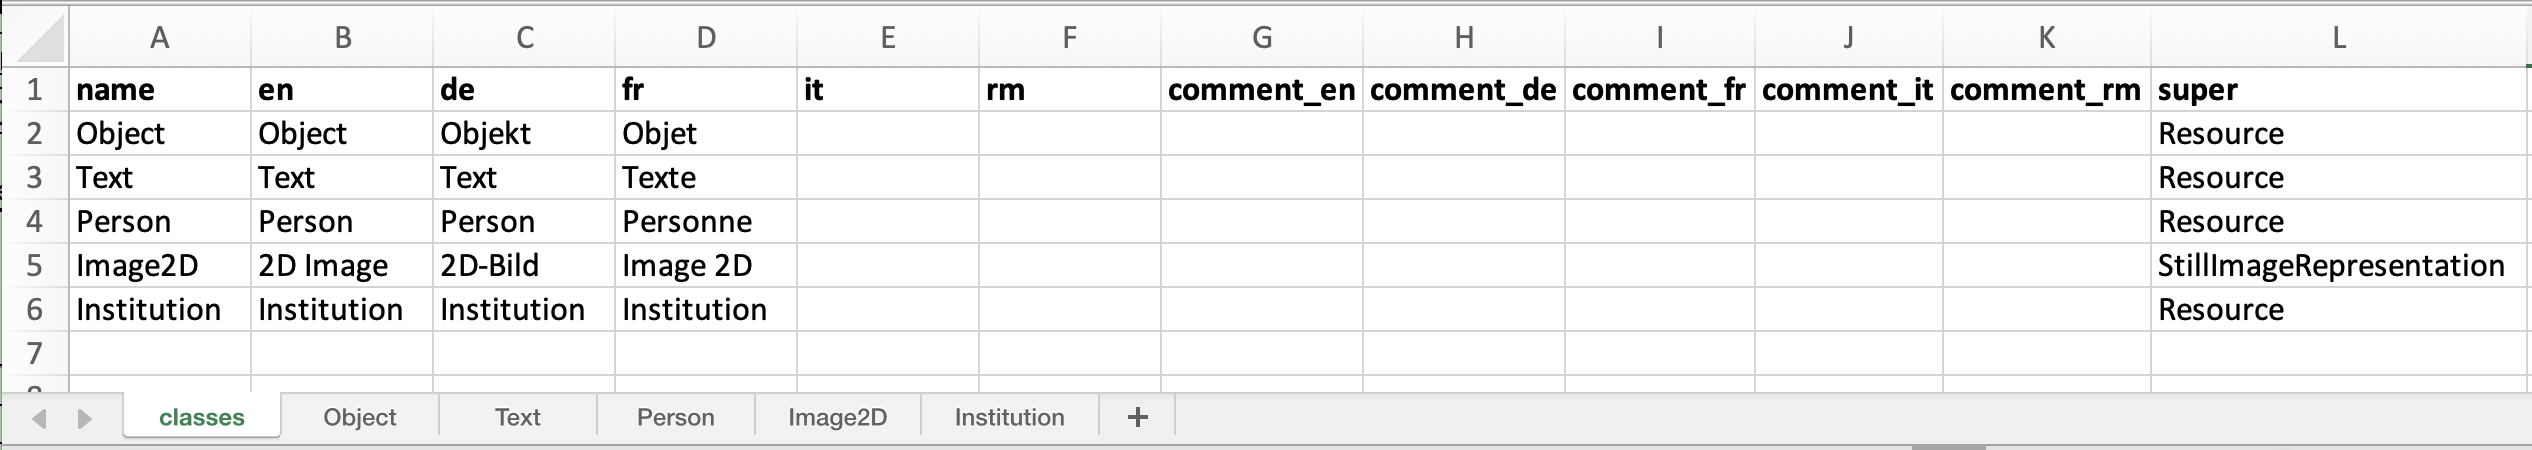 A B C D E F G H I J K L
1 name en de fr it rm comment_en comment_de comment_fr comment_it comment_rm super
2 Object Object Objekt Objet Resource
3 Text Text Text Texte Resource
4 Person Person Person Personne Resource
5 Image2D 2D Image 2D-Bild Image 2D StillImageRepresentation
6 Institution Institution Institution Institution Resource
7
classes Object Text Person Image2D Institution +